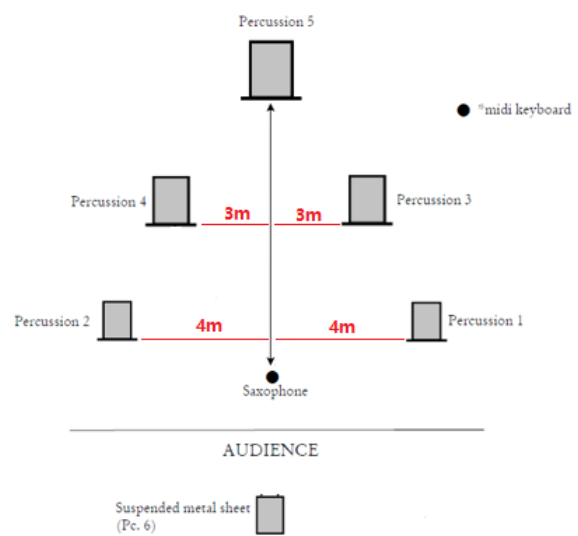 Percussion 5
*midi keyboard
Percussion 4
Percussion 3
3m
3m
Percussion 2
Percussion 1
4m
4m
Saxophone
AUDIENCE
Suspended metal sheet
(Pc. 6)